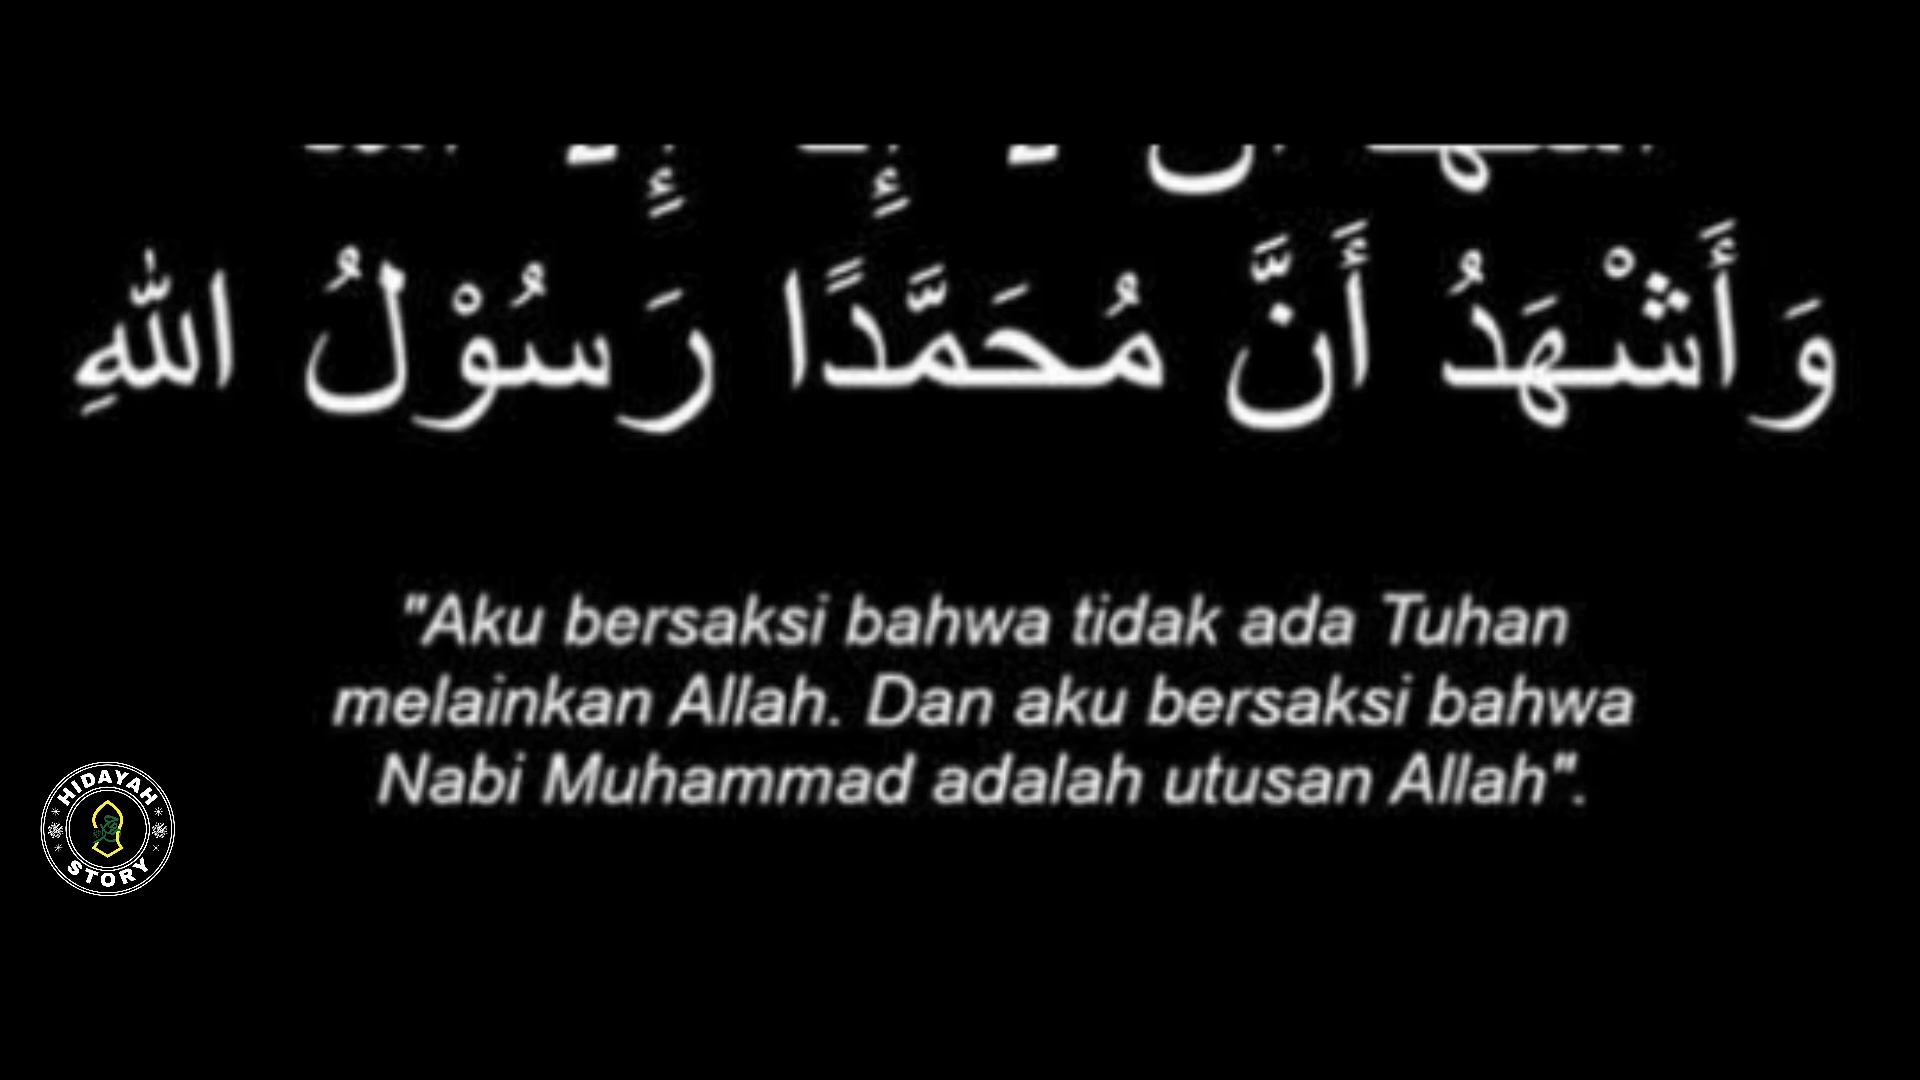 وَأَشْهَدُ أَنَّ مُحَمَّدًا رَسُوْلُ اللهِ
"Aku bersaksi bahwa tidak ada Tuhan
melainkan Allah. Dan aku bersaksi bahwa
Nabi Muhammad adalah utusan Allah".
HIDAYAH
STORY